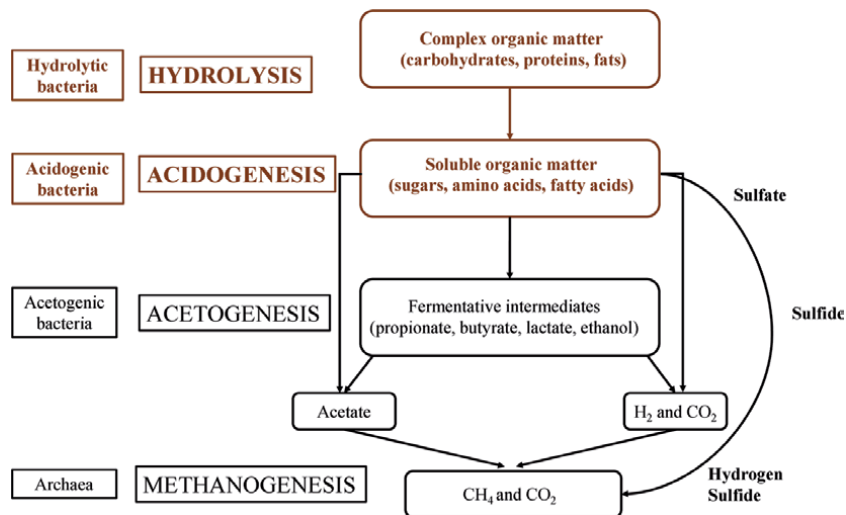 Hydrolytic
bacteria
HYDROLYSIS
Complex organic matter
(carbohydrates, proteins, fats)
Acidogenic
bacteria
ACIDOGENESIS
Soluble organic matter
(sugars, amino acids, fatty acids)
Sulfate
Acetogenic
bacteria
ACETOGENESIS
Fermentative intermediates
(propionate, butyrate, lactate, ethanol)
Sulfide
Acetate
H₂ and CO₂
Archaea
METHANOGENESIS
CH₄ and CO₂
Hydrogen
Sulfide